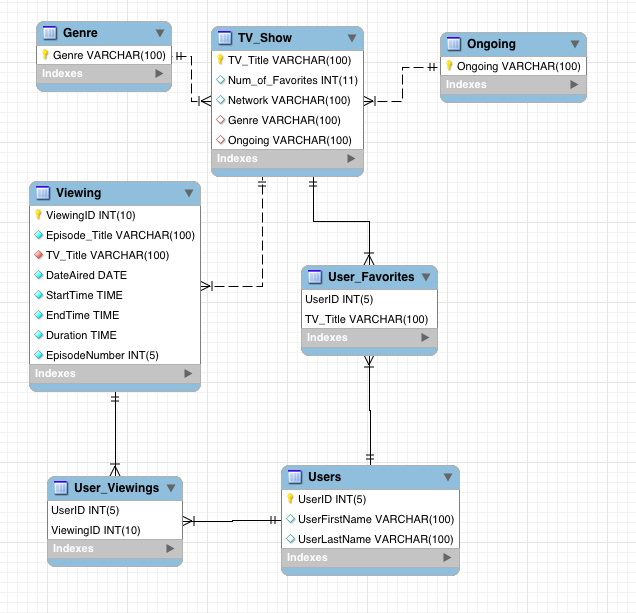 Genre
Genre VARCHAR(100)
Indexes
TV_Show
TV_Title VARCHAR(100)
Num_of_Favorites INT(11)
Network VARCHAR(100)
Genre VARCHAR(100)
Ongoing VARCHAR(100)
Indexes
Ongoing
Ongoing VARCHAR(100)
Indexes
Viewing
ViewingID INT(10)
Episode_Title VARCHAR(100)
TV_Title VARCHAR(100)
DateAired DATE
StartTime TIME
EndTime TIME
Duration TIME
EpisodeNumber INT(5)
Indexes
User_Favorites
UserID INT(5)
TV_Title VARCHAR(100)
Indexes
User_Viewings
UserID INT(5)
ViewingID INT(10)
Indexes
Users
UserID INT(5)
UserFirstName VARCHAR(100)
UserLastName VARCHAR(100)
Indexes